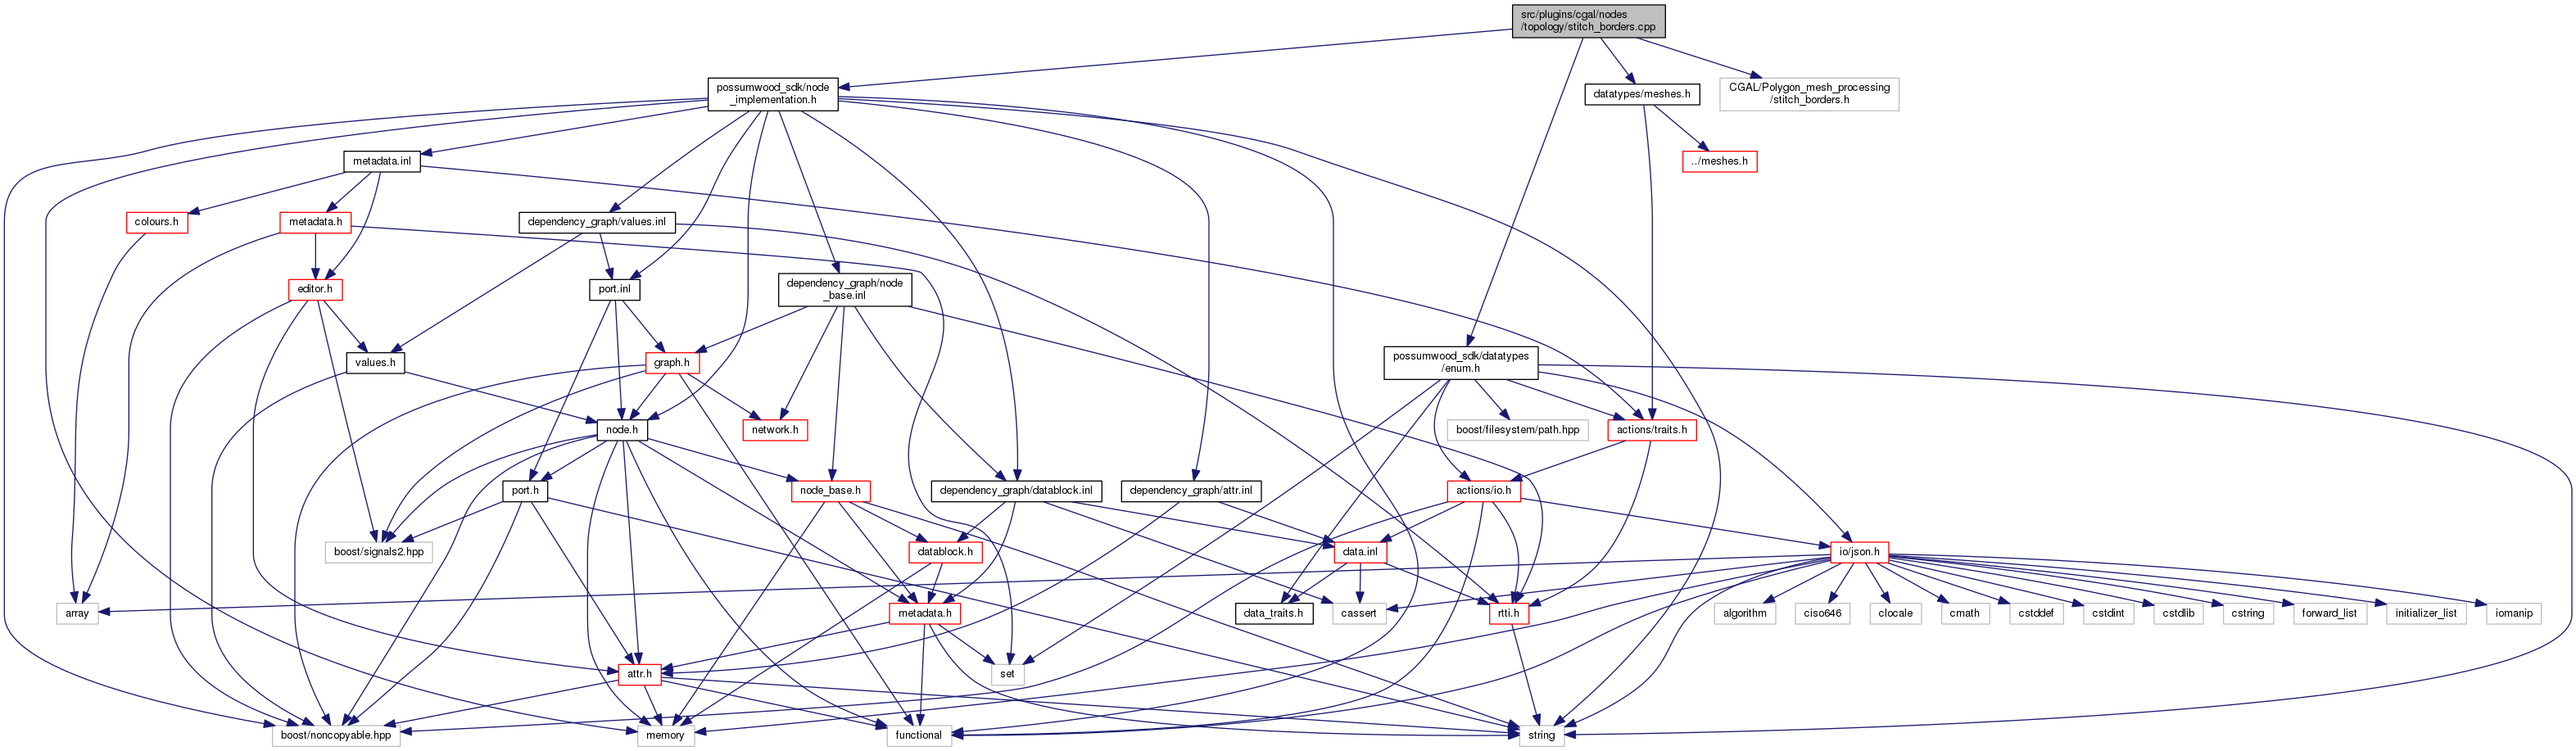 src/plugins/cgal/nodes
/topology/stitch_borders.cpp
possumwood_sdk/node
_implementation.h
datatypes/meshes.h
CGAL/Polygon_mesh_processing
/stitch_borders.h
metadata.inl
../meshes.h
colours.h
metadata.h
dependency_graph/values.inl
editor.h
port.inl
dependency_graph/node
_base.inl
values.h
graph.h
possumwood_sdk/datatypes
/enum.h
node.h
network.h
boost/filesystem/path.hpp
actions/traits.h
port.h
node_base.h
dependency_graph/datablock.inl
dependency_graph/attr.inl
actions/io.h
boost/signals2.hpp
datablock.h
data.inl
io/json.h
array
metadata.h
data_traits.h
cassert
rtti.h
algorithm
ciso646
clocale
cmath
cstddef
cstdint
cstdlib
cstring
forward_list
initializer_list
iomanip
attr.h
set
boost/noncopyable.hpp
memory
functional
string